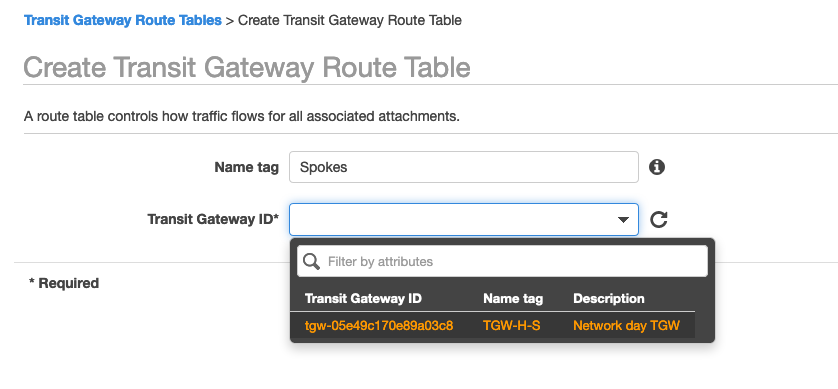 Transit Gateway Route Tables > Create Transit Gateway Route Table
Create Transit Gateway Route Table
A route table controls how traffic flows for all associated attachments.
Name tag Spokes
Transit Gateway ID*
Filter by attributes
Transit Gateway ID Name tag Description
tgw-05e49c170e89a03c8 TGW-H-S Network day TGW
* Required